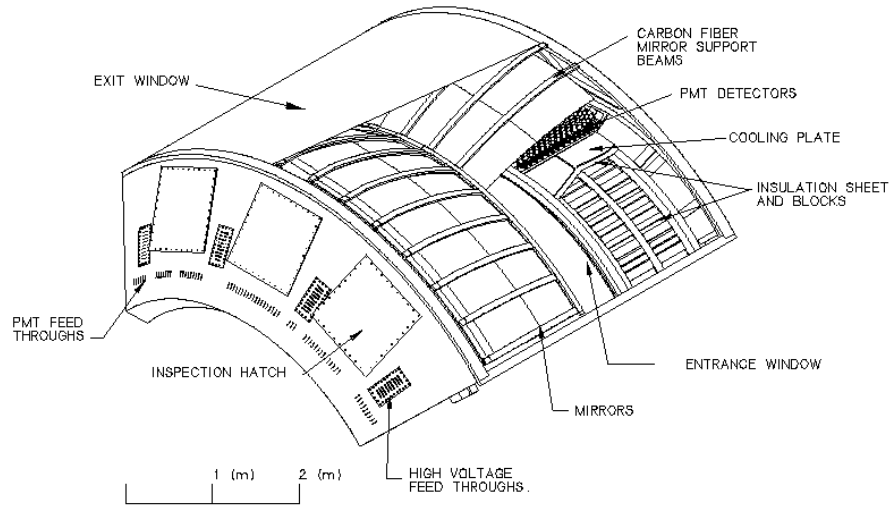 CARBON FIBER
MIRROR SUPPORT
BEAMS
EXIT WINDOW
PMT DETECTORS
COOLING PLATE
INSULATION SHEET
AND BLOCKS
PMT FEED
THROUGHS
INSPECTION HATCH
ENTRANCE WINDOW
MIRRORS
1 (m) 2 (m)
HIGH VOLTAGE
FEED THROUGHS.